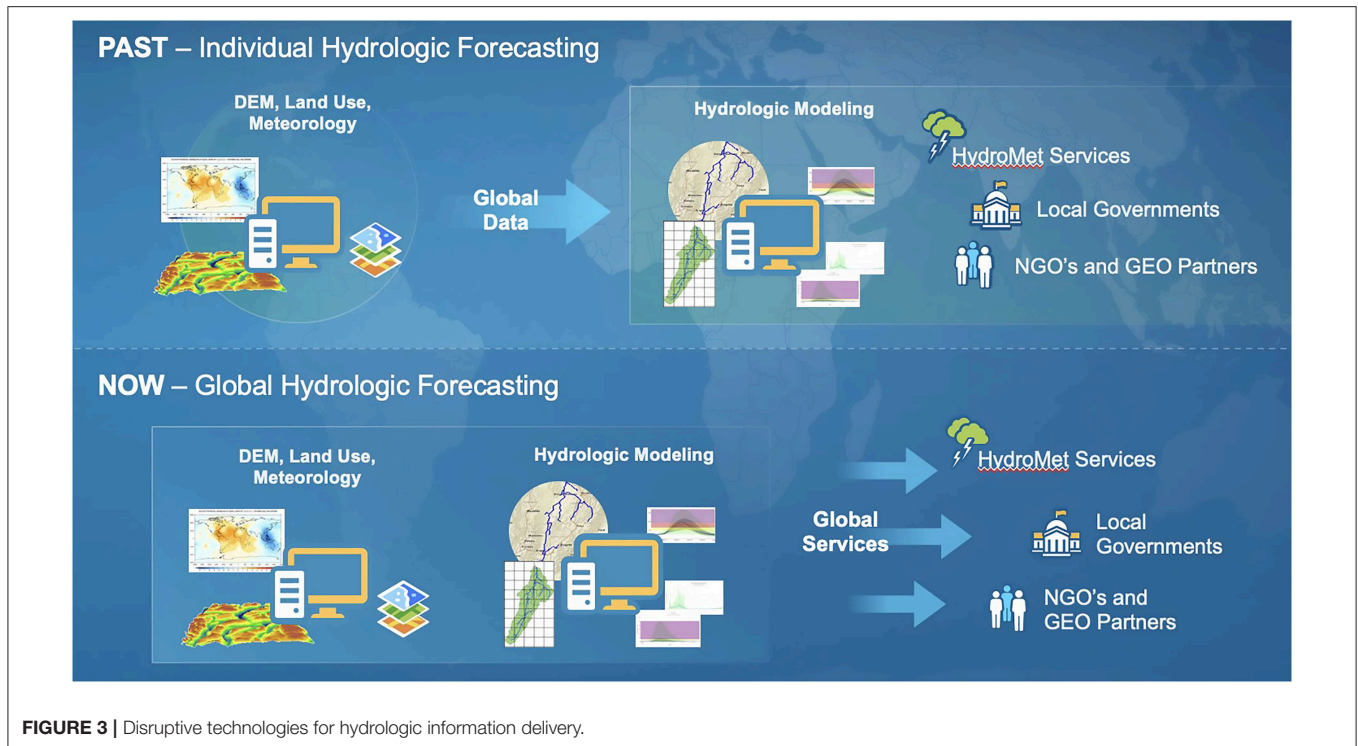 PAST – Individual Hydrologic Forecasting
DEM, Land Use,
Meteorology
Global
Data
Hydrologic Modeling
HydroMet Services
Local Governments
NGO's and GEO Partners
NOW – Global Hydrologic Forecasting
DEM, Land Use,
Meteorology
Hydrologic Modeling
Global
Services
HydroMet Services
Local
Governments
NGO's and
GEO Partners
FIGURE 3 | Disruptive technologies for hydrologic information delivery.